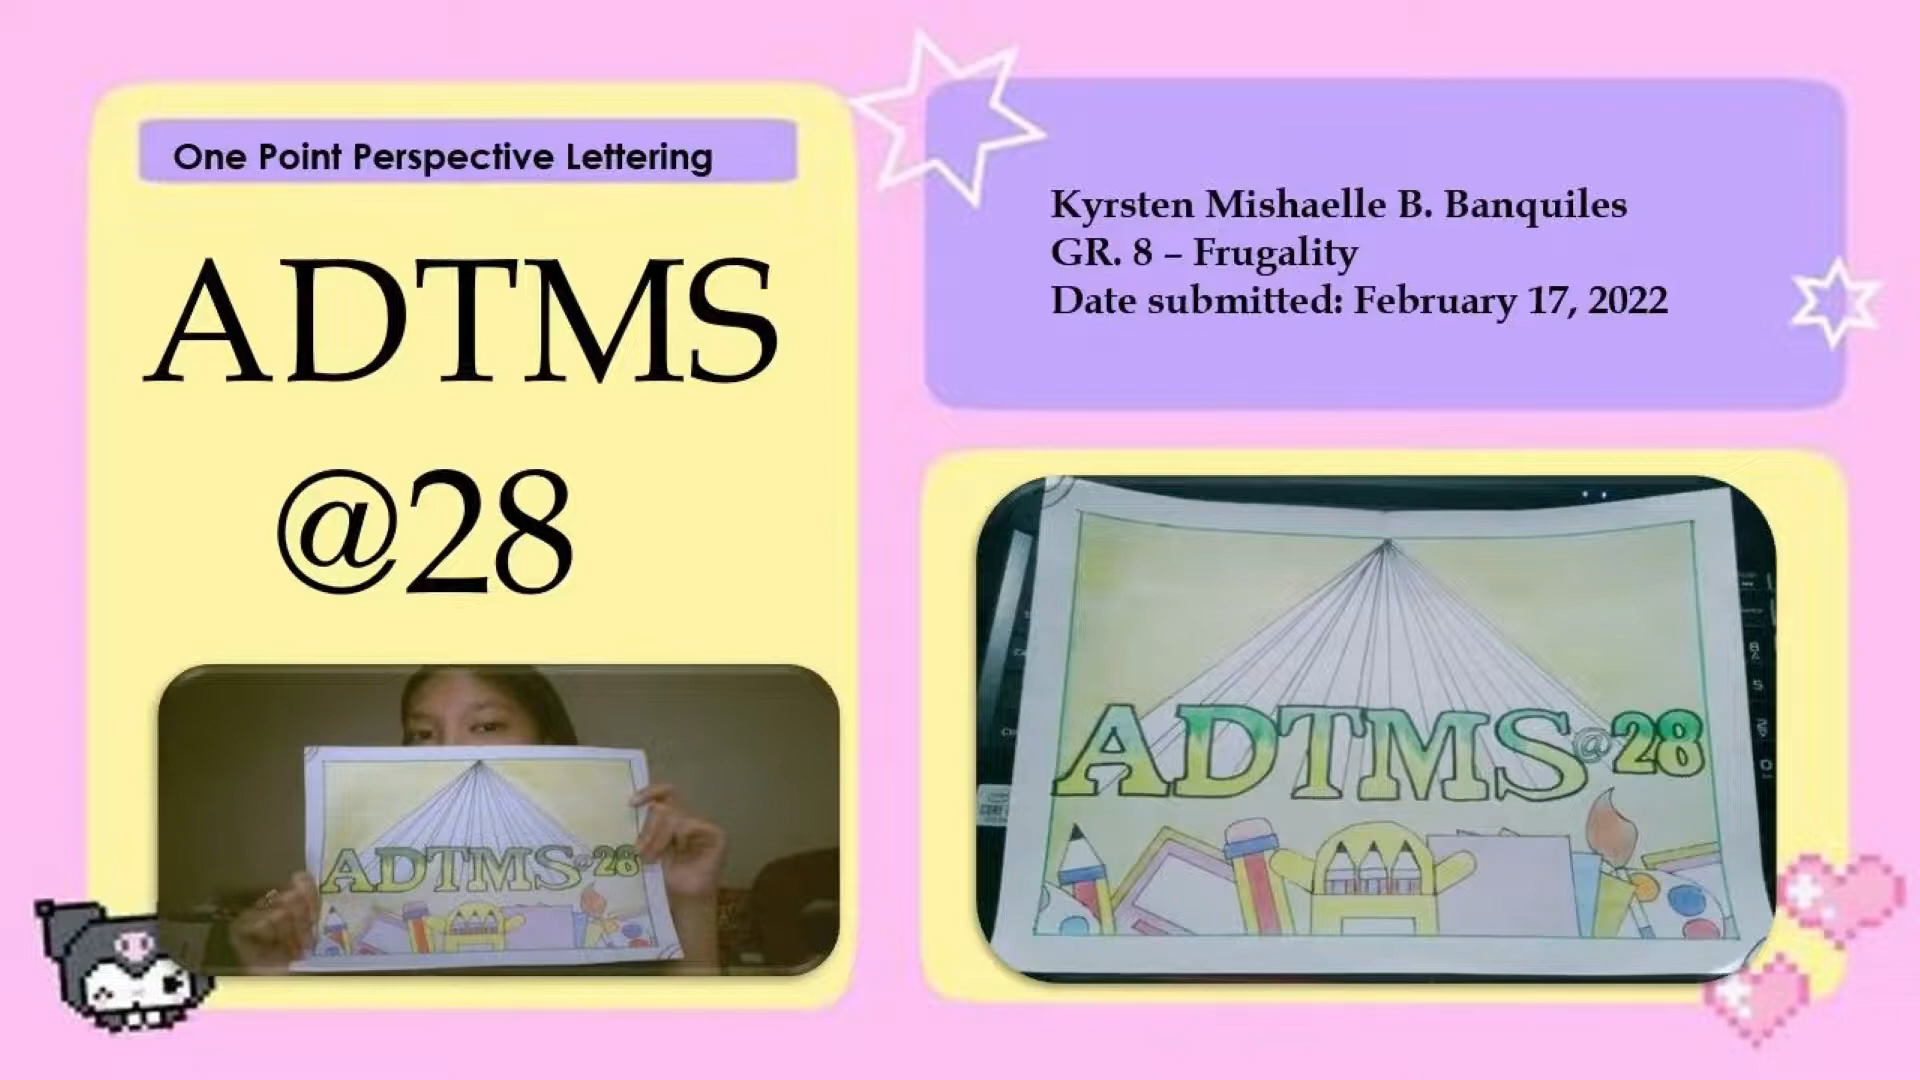 One Point Perspective Lettering
ADTMS
@28
Kyrsten Mishaelle B. Banquiles
GR. 8 – Frugality
Date submitted: February 17, 2022
ADTMS@28
ADTMS@28